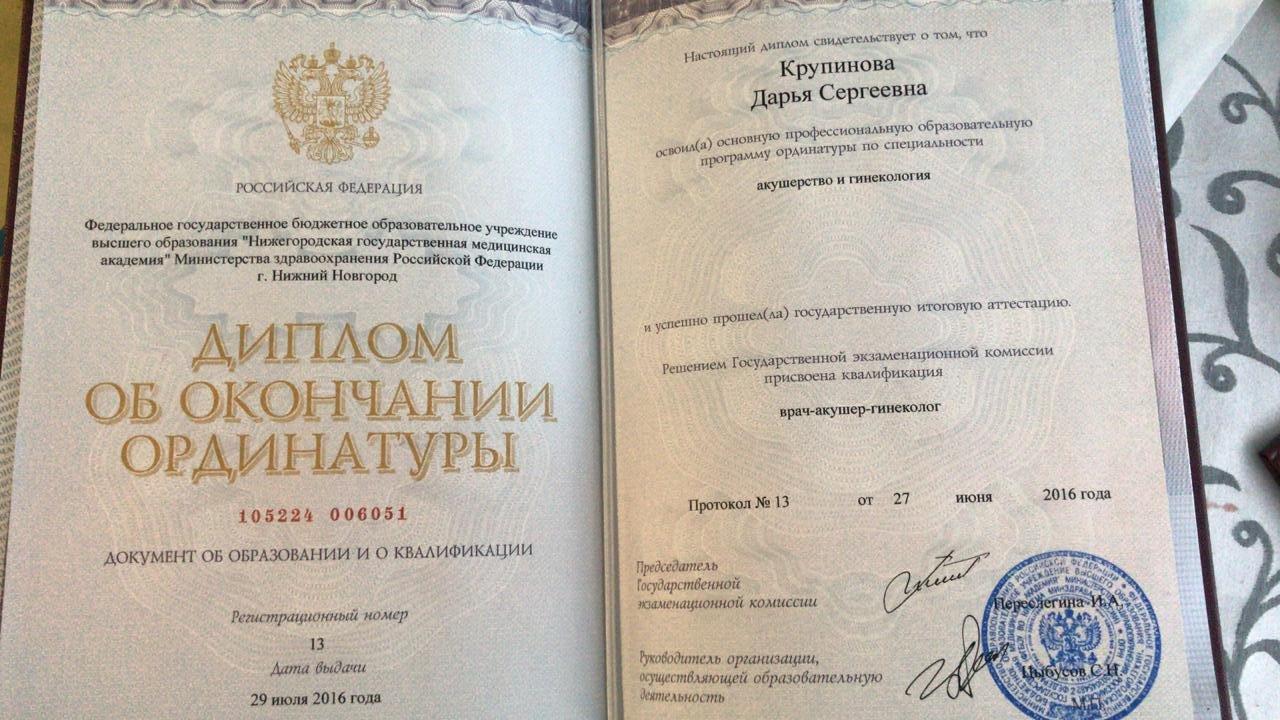 РОССИЙСКАЯ ФЕДЕРАЦИЯ
Федеральное государственное бюджетное образовательное учреждение
высшего образования "Нижегородская государственная медицинская
академия" Министерства здравоохранения Российской Федерации
г. Нижний Новгород
ДИПЛОМ
ОБ ОКОНЧАНИИ
ОРДИНАТУРЫ
105224 006051
ДОКУМЕНТ ОБ ОБРАЗОВАНИИ И О КВАЛИФИКАЦИИ
Регистрационный номер
13
Дата выдачи
29 июля 2016 года
Настоящий диплом свидетельствует о том, что
Крупинова
Дарья Сергеевна
освоил(а) основную профессиональную образовательную
программу ординатуры по специальности
акушерство и гинекология
и успешно прошел(ла) государственную итоговую аттестацию.
Решением Государственной экзаменационной комиссии
присвоена квалификация
врач-акушер-гинеколог
Протокол № 13 от 27 июня 2016 года
Председатель
Государственной
экзаменационной комиссии
Переслегина И.А.
Руководитель организации,
осуществляющей образовательную
деятельность
Цыбусов С.Н.
М.П.